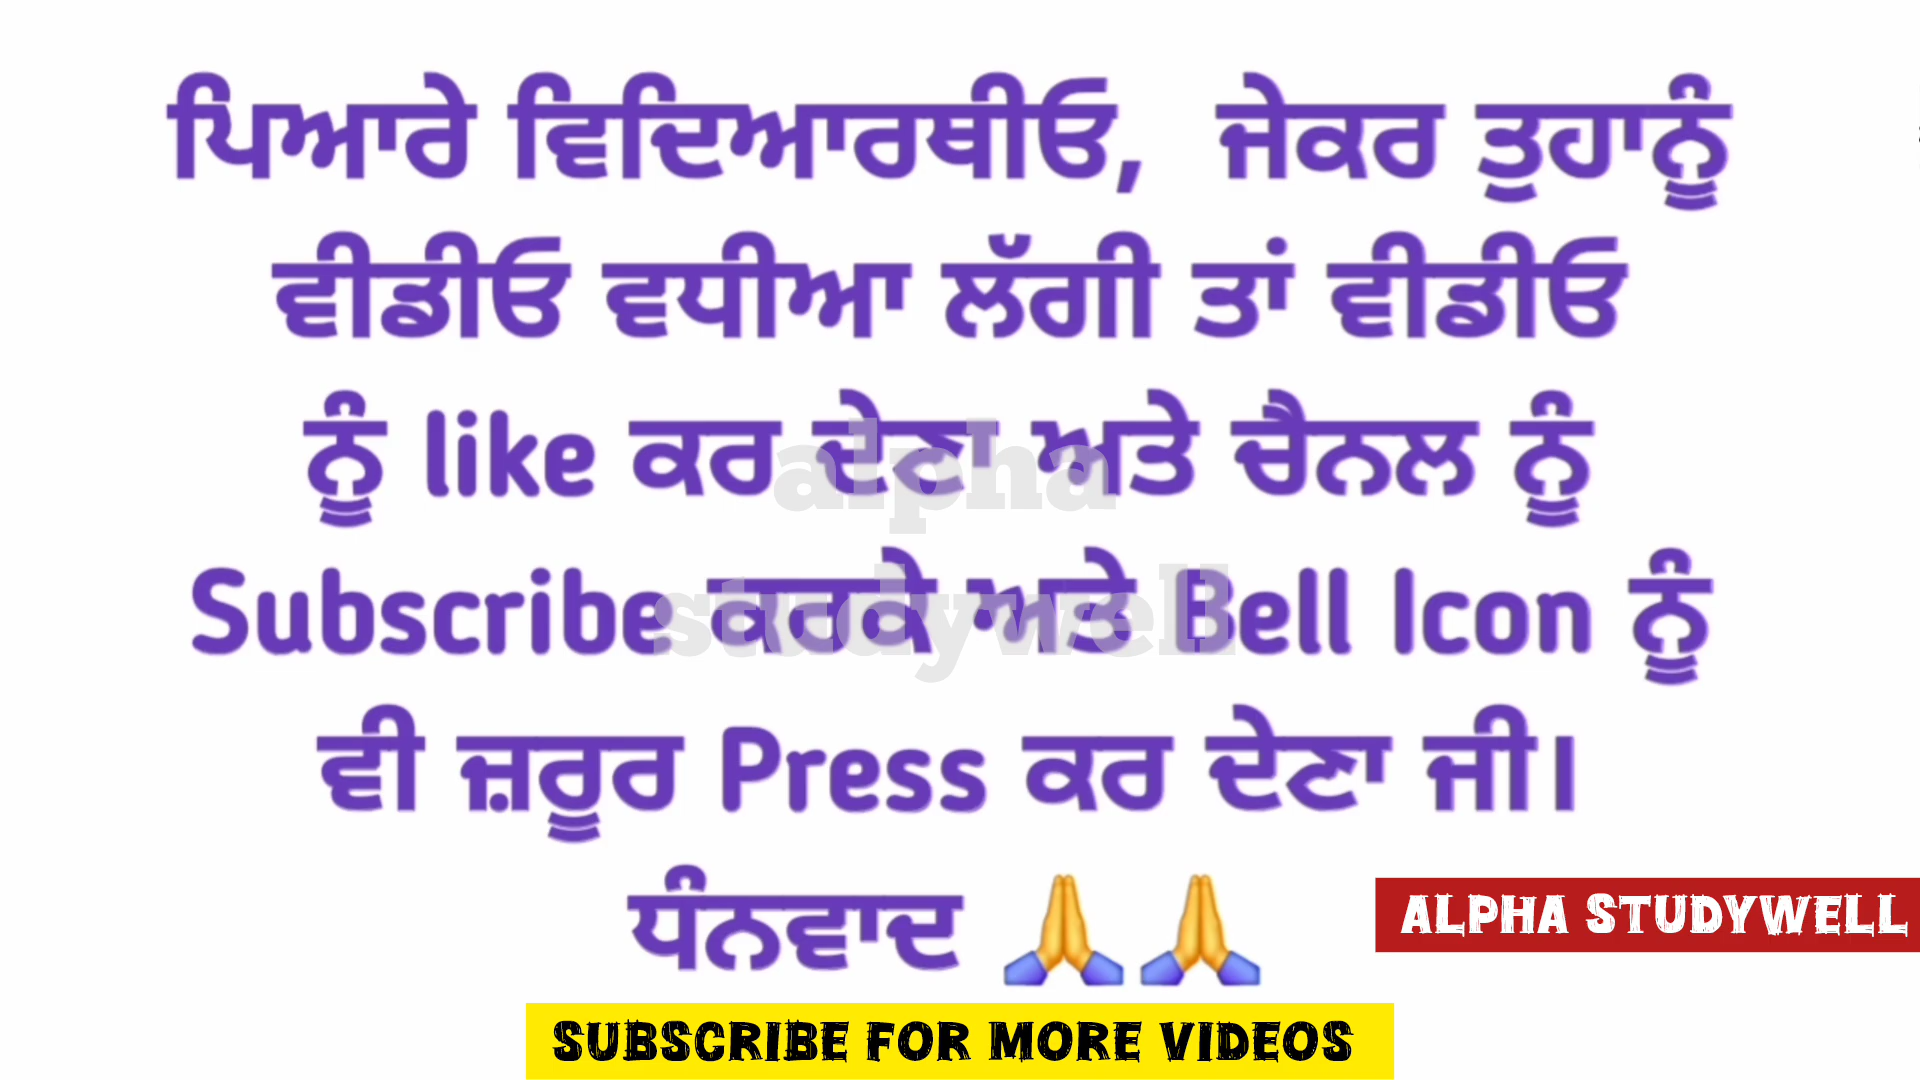 ਪਿਆਰੇ ਵਿਦਿਆਰਥੀਓ, ਜੇਕਰ ਤੁਹਾਨੂੰ
ਵੀਡੀਓ ਵਧੀਆ ਲੱਗੀ ਤਾਂ ਵੀਡੀਓ
ਨੂੰ like ਕਰ ਦੇਣਾ ਅਤੇ ਚੈਨਲ ਨੂੰ
alpha
Subscribe ਕਰਕੇ ਅਤੇ Bell Icon ਨੂੰ
studywell
ਵੀ ਜ਼ਰੂਰ Press ਕਰ ਦੇਣਾ ਜੀ।
ਧੰਨਵਾਦ 🙏🙏
ALPHA STUDYWELL
SUBSCRIBE FOR MORE VIDEOS